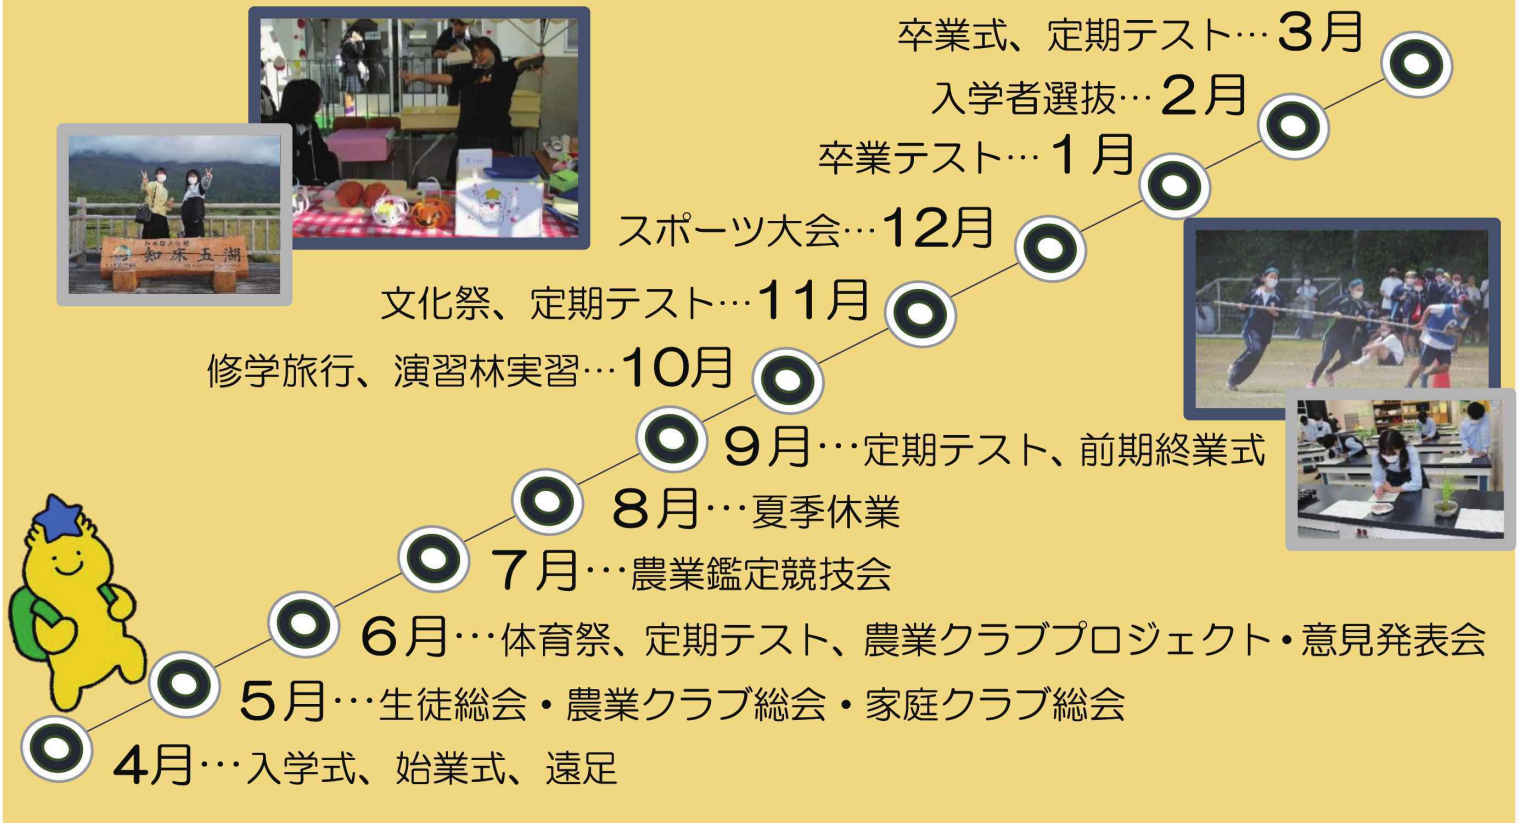 卒業式、定期テスト…3月
入学者選抜…2月
卒業テスト…1月
スポーツ大会…12月
文化祭、定期テスト…11月
修学旅行、演習林実習…10月
9月…定期テスト、前期終業式
8月…夏季休業
7月…農業鑑定競技会
6月…体育祭、定期テスト、農業クラブプロジェクト・意見発表会
5月…生徒総会・農業クラブ総会・家庭クラブ総会
4月…入学式、始業式、遠足
知床五湖